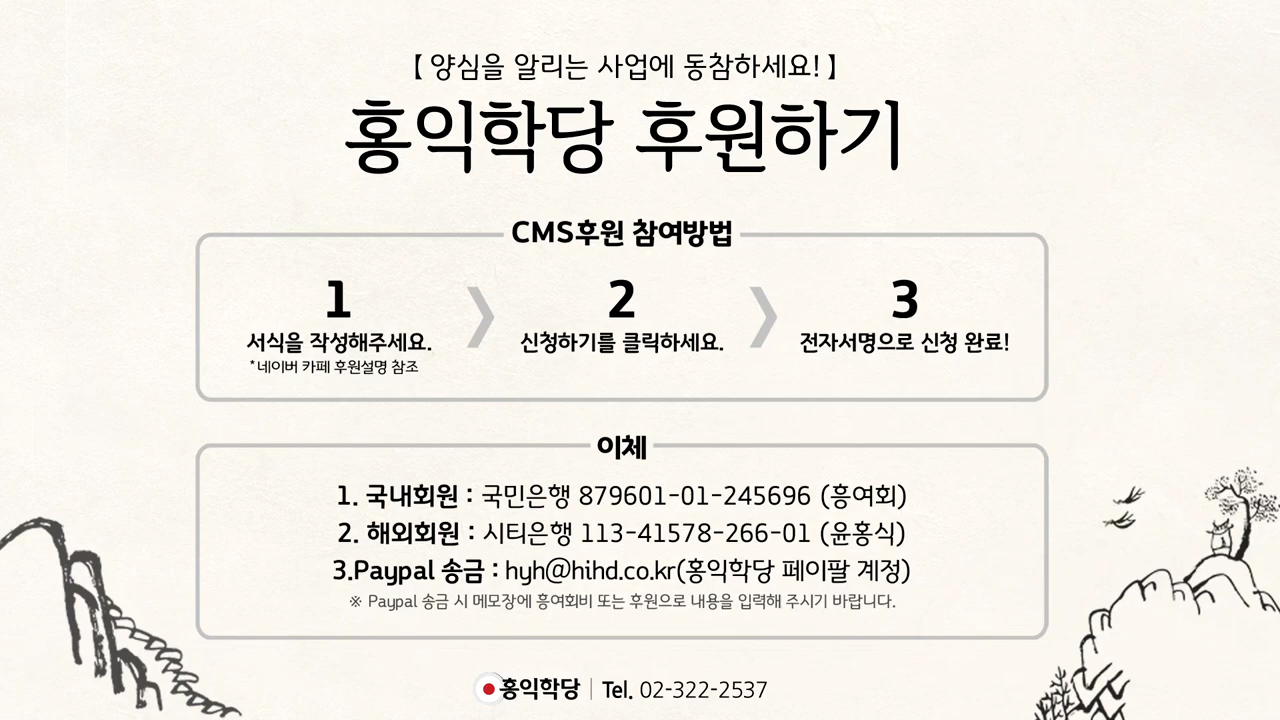 【 양심을 알리는 사업에 동참하세요! 】
홍익학당 후원하기
CMS후원 참여방법
1
서식을 작성해주세요.
*네이버 카페 후원설명 참조
2
신청하기를 클릭하세요.
3
전자서명으로 신청 완료!
이체
1. 국내회원 : 국민은행 879601-01-245696 (흥여회)
2. 해외회원 : 시티은행 113-41578-266-01 (윤홍식)
3.Paypal 송금 : hyh@hihd.co.kr(홍익학당 페이팔 계정)
※ Paypal 송금 시 메모장에 흥여회비 또는 후원으로 내용을 입력해 주시기 바랍니다.
홍익학당 | Tel. 02-322-2537